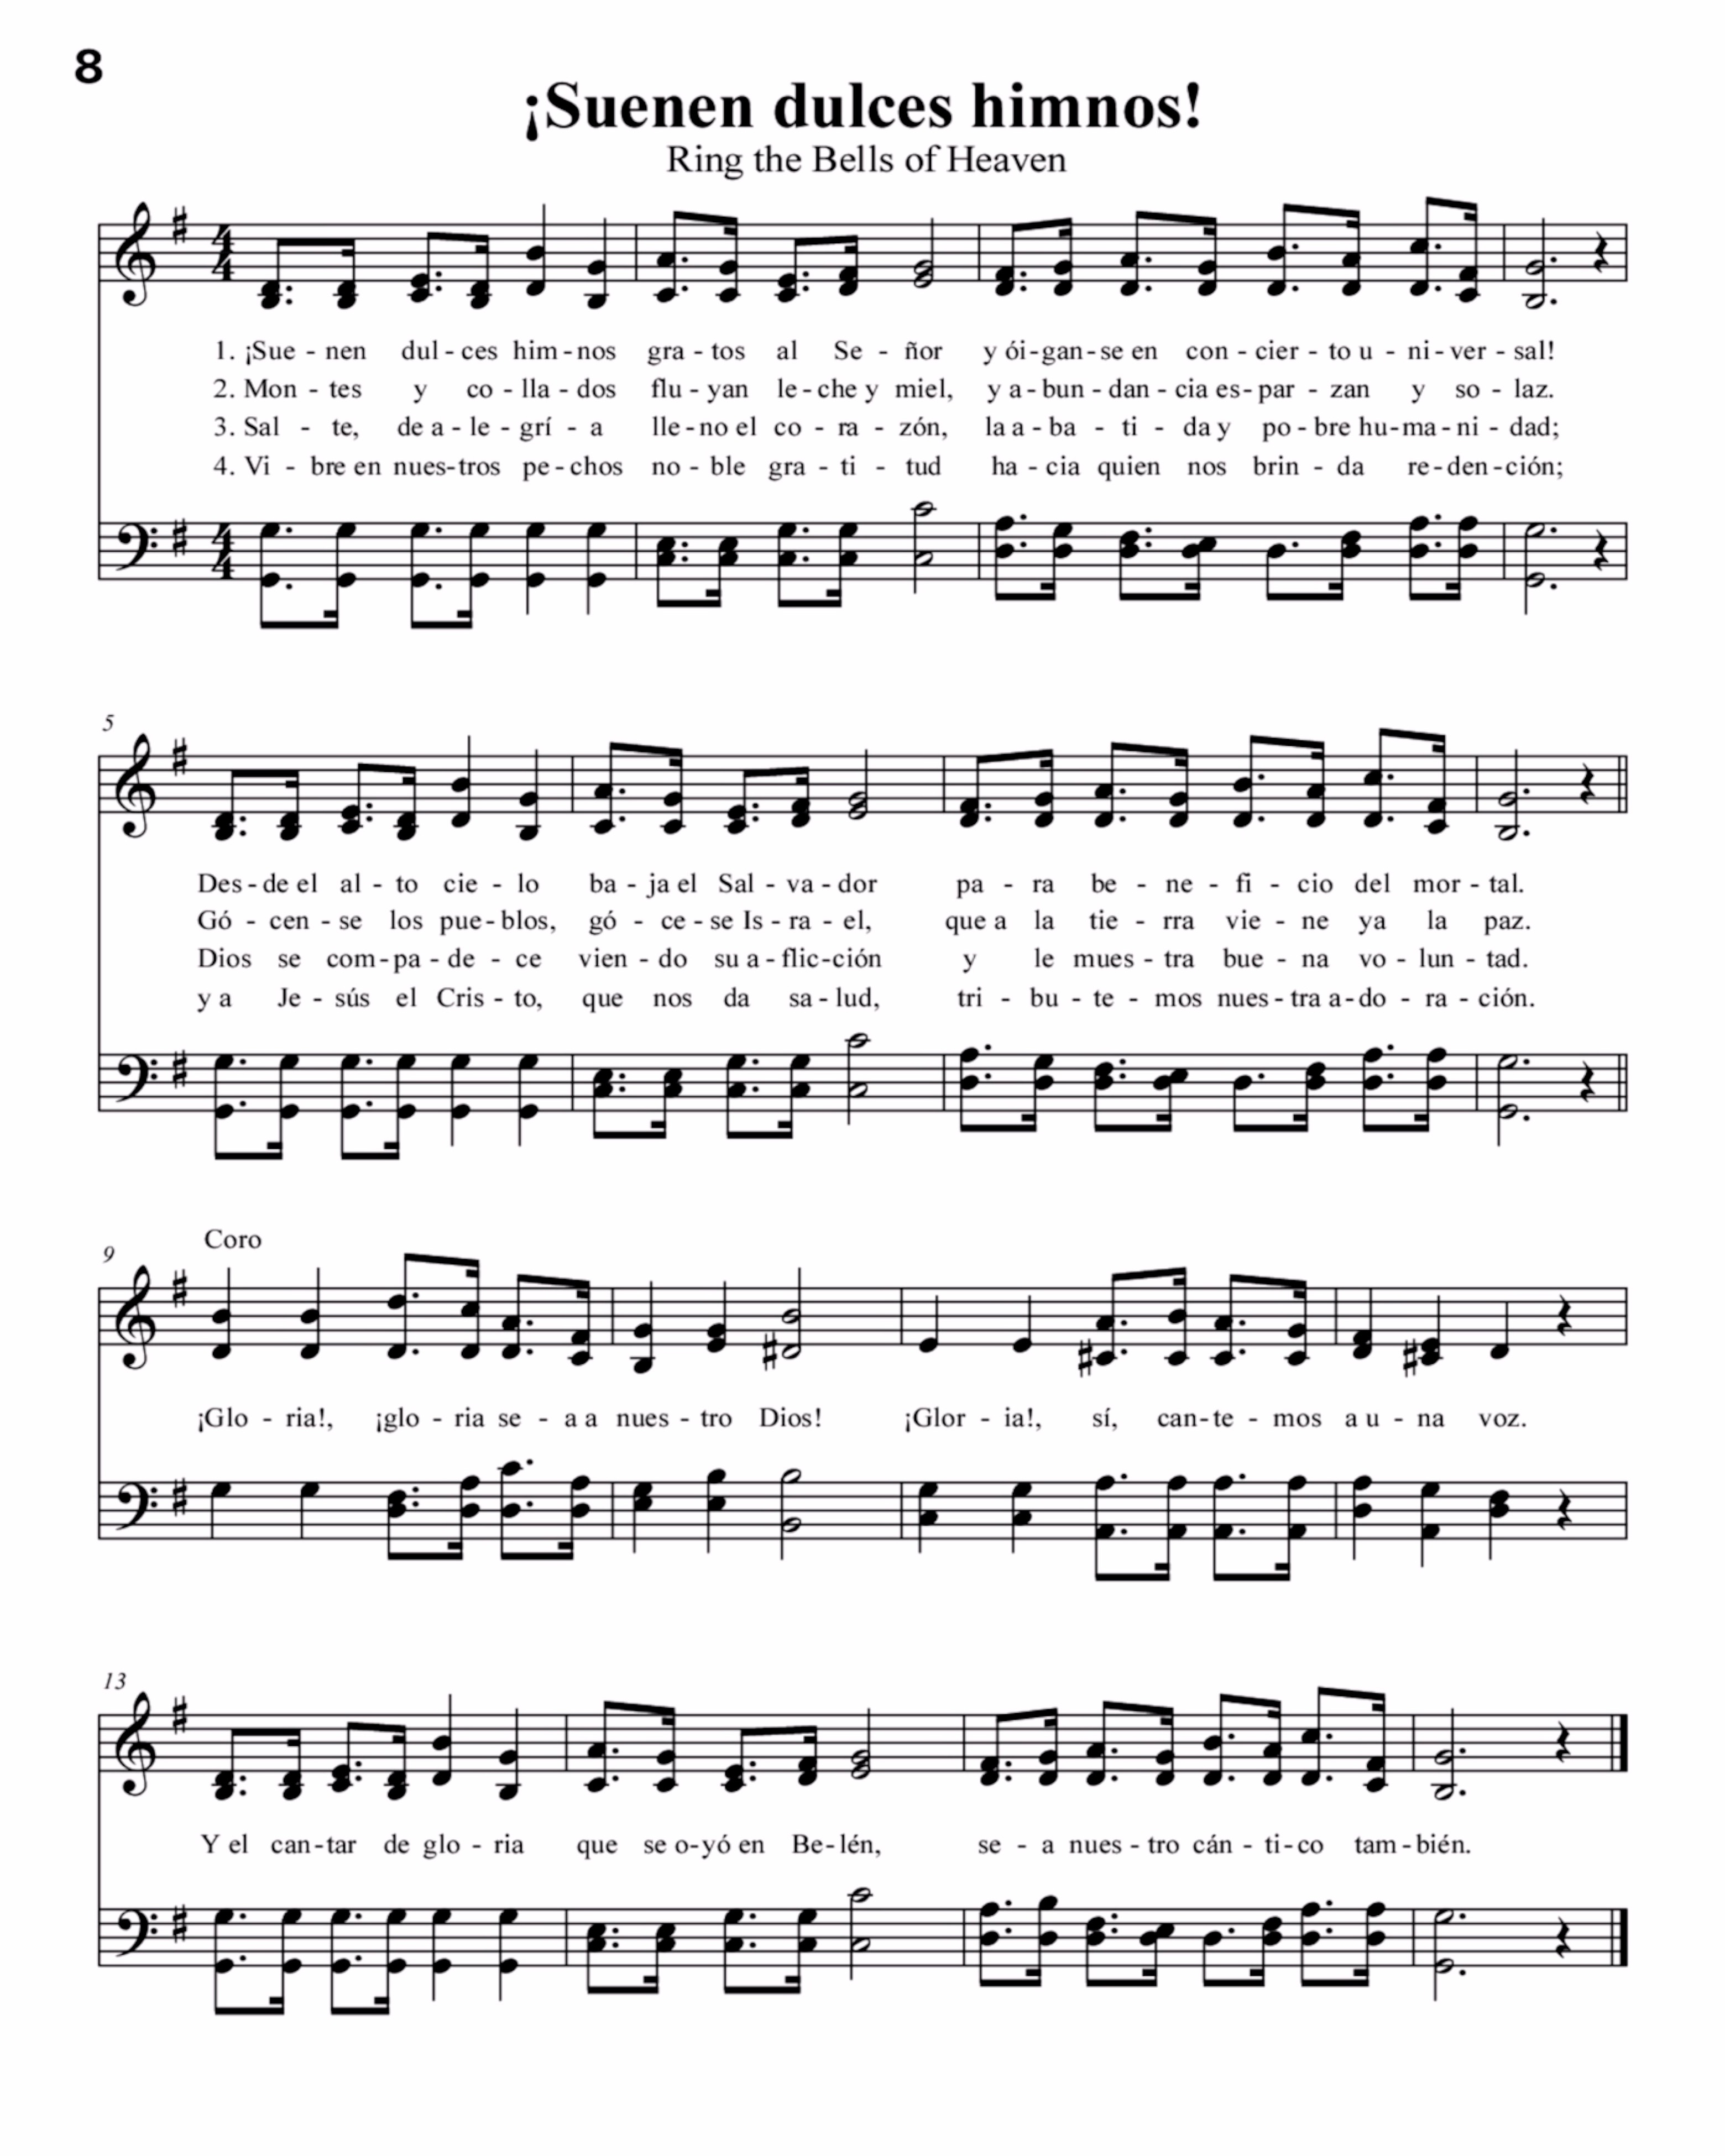 8
¡Suenen dulces himnos!
Ring the Bells of Heaven
4
4
1. ¡Sue - nen dul - ces him - nos gra - tos al Se - ñor y ói - gan - se en con - cier - to u - ni - ver - sal!
2. Mon - tes y co - lla - dos flu - yan le - che y miel, y a - bun - dan - cia es - par - zan y so - laz.
3. Sal - te, de a - le - grí - a lle - no el co - ra - zón, la a - ba - ti - da y po - bre hu - ma - ni - dad;
4. Vi - bre en nues - tros pe - chos no - ble gra - ti - tud ha - cia quien nos brin - da re - den - ción;
4
4
5
Des - de el al - to cie - lo ba - ja el Sal - va - dor pa - ra be - ne - fi - cio del mor - tal.
Gó - cen - se los pue - blos, gó - ce - se Is - ra - el, que a la tie - rra vie - ne ya la paz.
Dios se com - pa - de - ce vien - do su a - flic - ción y le mues - tra bue - na vo - lun - tad.
y a Je - sús el Cris - to, que nos da sa - lud, tri - bu - te - mos nues - tra a - do - ra - ción.
Coro
9
¡Glo - ria!, ¡glo - ria se - a a nues - tro Dios! ¡Glor - ia!, sí, can - te - mos a u - na voz.
13
Y el can - tar de glo - ria que se o - yó en Be - lén, se - a nues - tro cán - ti - co tam - bién.